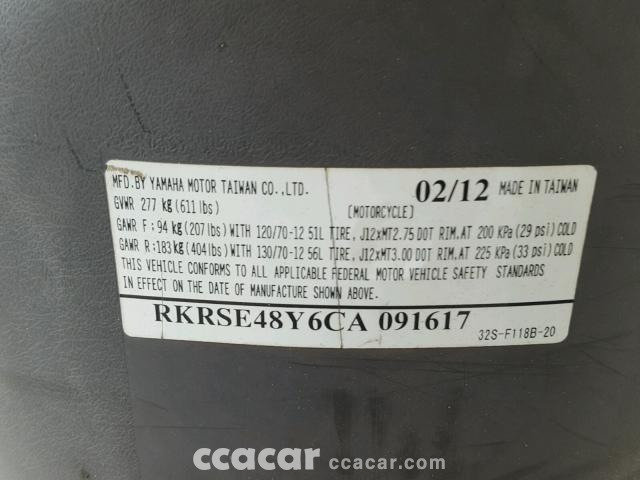 MFD. BY YAMAHA MOTOR TAIWAN CO., LTD. 02/12 MADE IN TAIWAN
GVWR 277 kg (611 lbs) [MOTORCYCLE]
GAWR F : 94 kg (207 lbs) WITH 120/70-12 51L TIRE, J12xMT2.75 DOT RIM. AT 200 KPa (29 psi) COLD
GAWR R : 183 kg (404 lbs) WITH 130/70-12 56L TIRE, J12xMT3.00 DOT RIM. AT 225 KPa (33 psi) COLD
THIS VEHICLE CONFORMS TO ALL APPLICABLE FEDERAL MOTOR VEHICLE SAFETY STANDARDS
IN EFFECT ON THE DATE OF MANUFACTURE SHOWN ABOVE.
RKRSE48Y6CA 091617
32S-F118B-20
ccacar ccacar.com